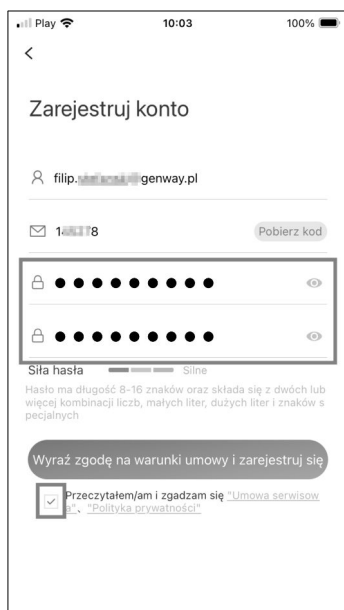 Play 10:03 100%
Zarejestruj konto
filip. genway.pl
Pobierz kod
Siła hasła Silne
Hasło ma długość 8-16 znaków oraz składa się z dwóch lub
więcej kombinacji liczb, małych liter, dużych liter i znaków s
pecjalnych
Wyraź zgodę na warunki umowy i zarejestruj się
Przeczytałem/am i zgadzam się "Umowa serwisow
a"、"Polityka prywatności"